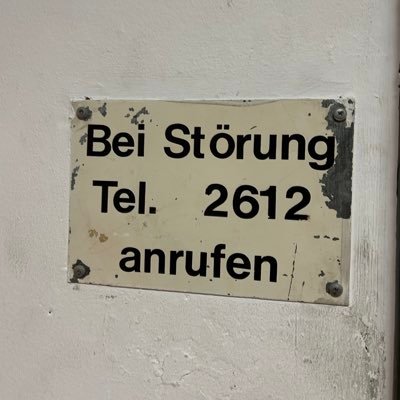 Bei Störung
Tel. 2612
anrufen